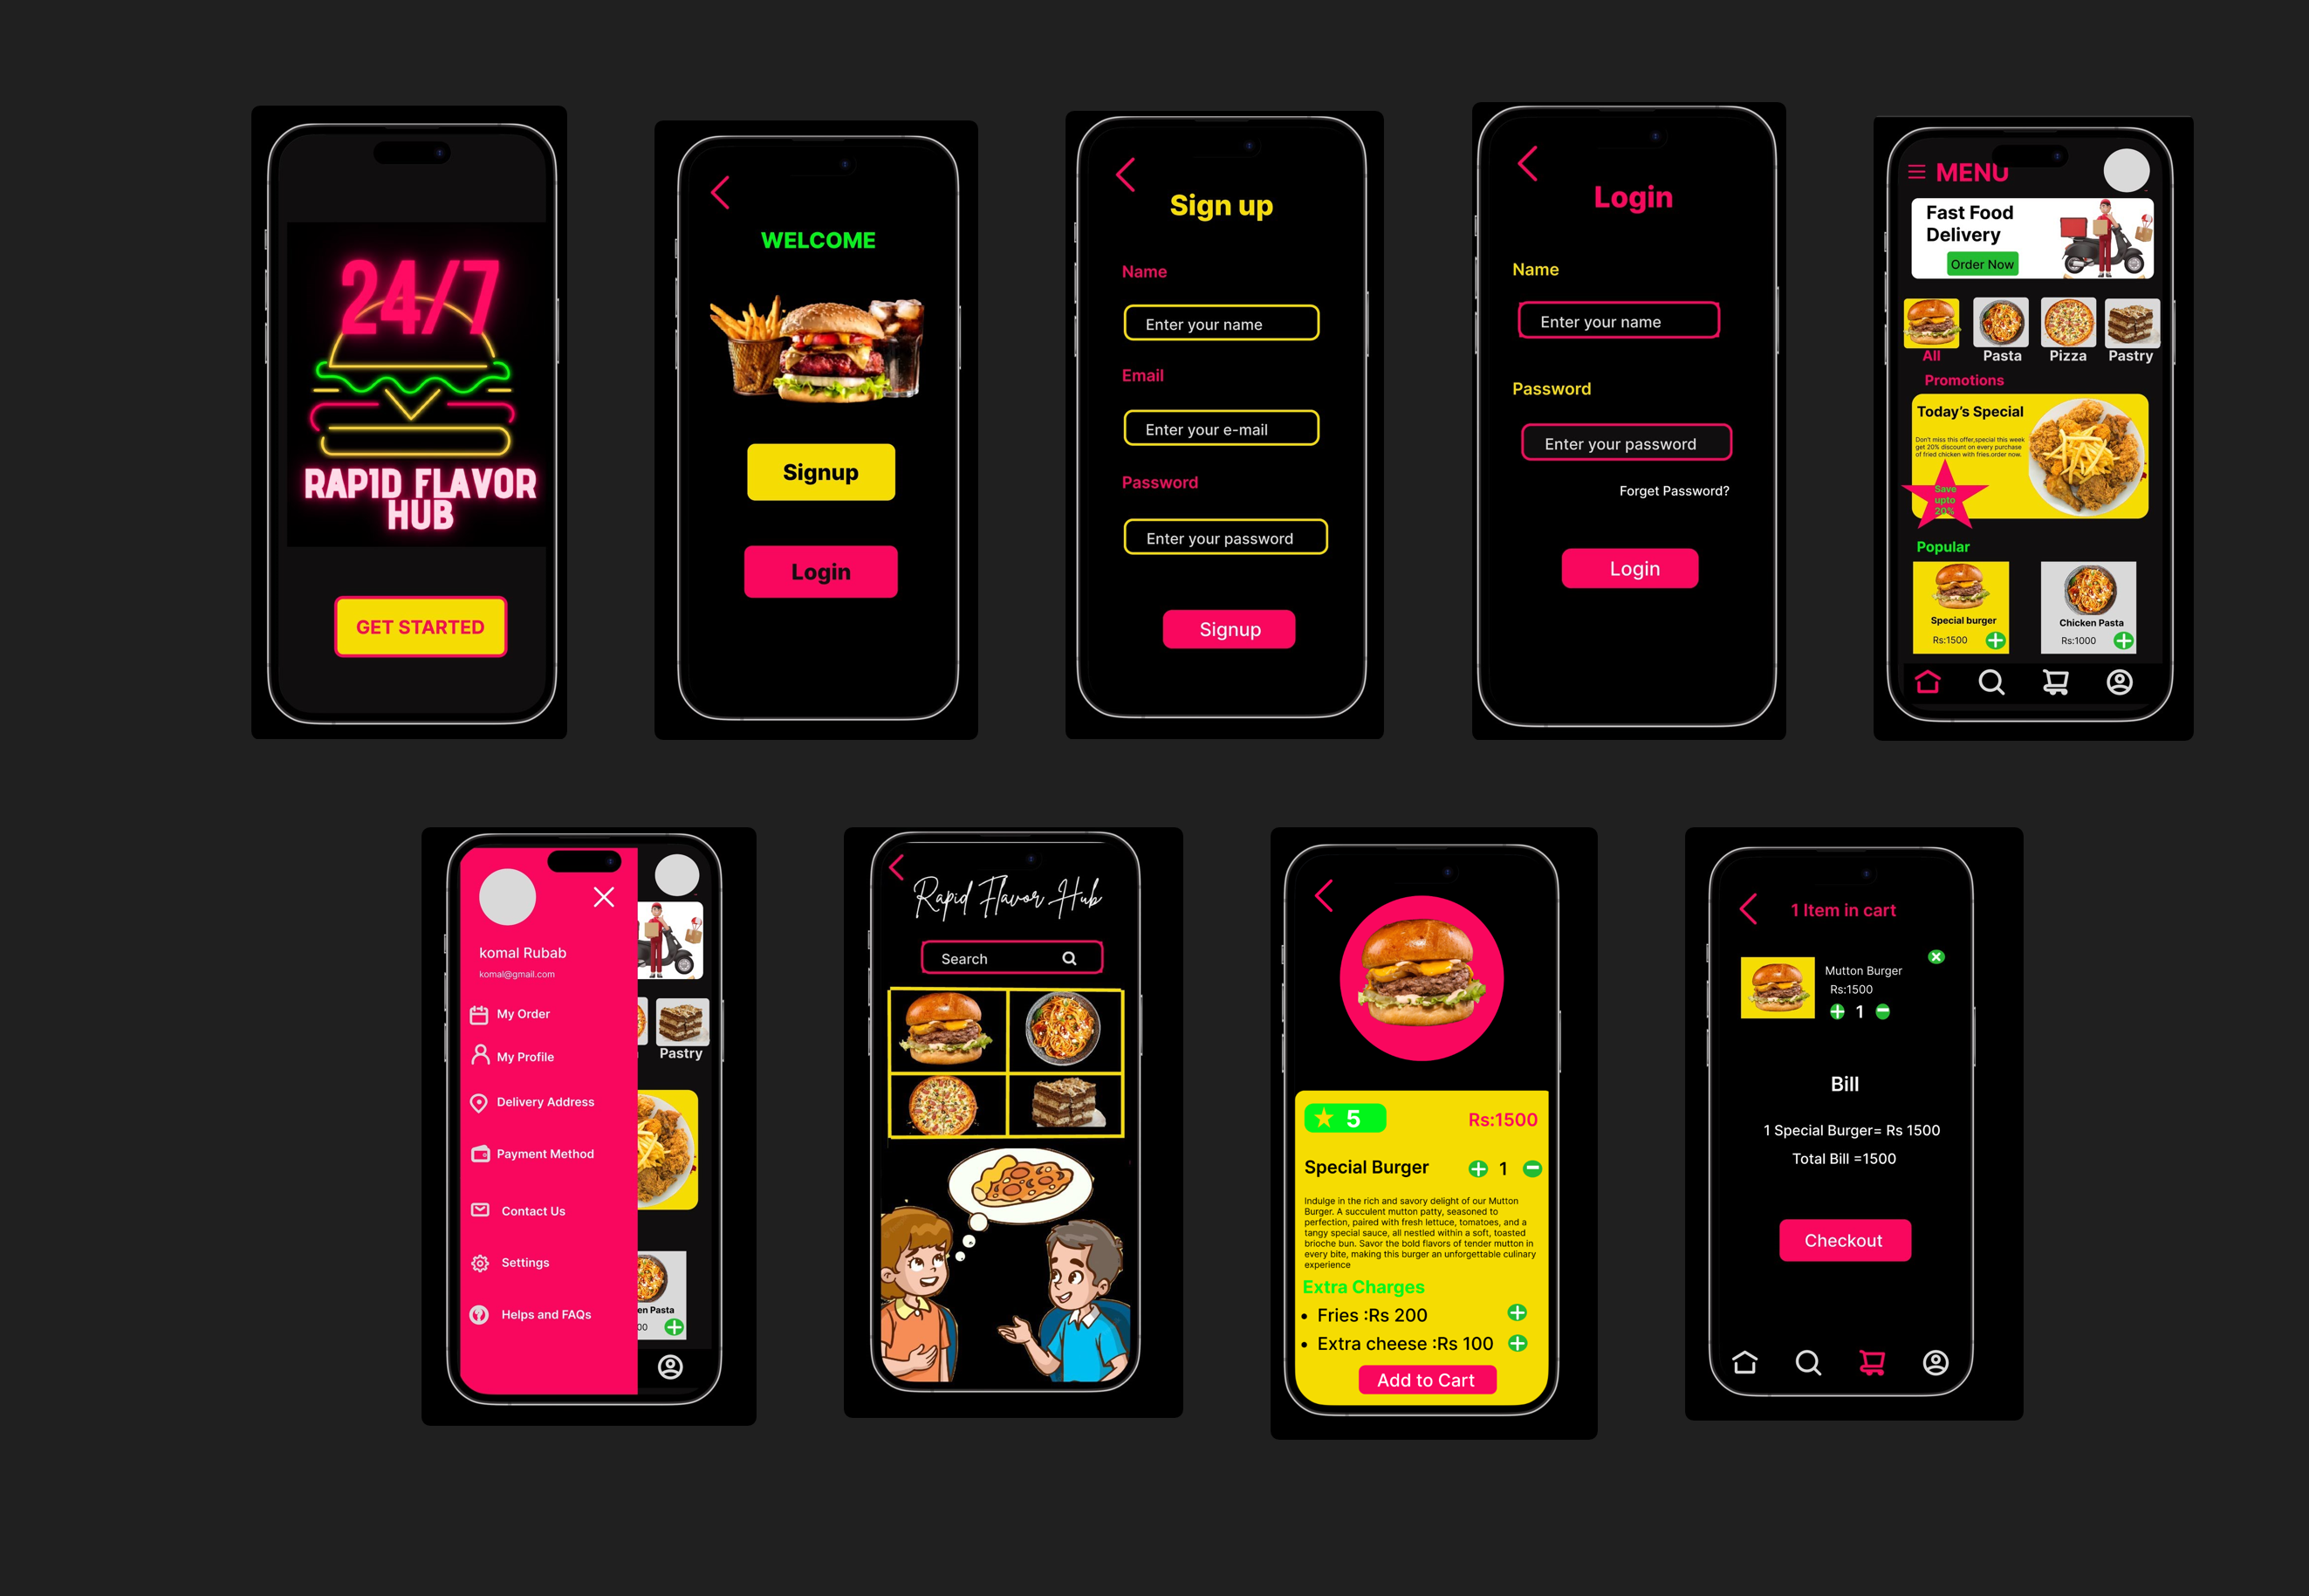 24/7
RAPID FLAVOR
HUB
GET STARTED
WELCOME
Signup
Login
Sign up
Name
Enter your name
Email
Enter your e-mail
Password
Enter your password
Signup
Login
Name
Enter your name
Password
Enter your password
Forget Password?
Login
MENU
Fast Food
Delivery
Order Now
All
Pasta
Pizza
Pastry
Promotions
Today's Special
Don't miss this offer,special this week
get 20% discount on every purchase
of fried chicken with fries.order now.
Save
upto
20%
Popular
Special burger
Rs:1500
Chicken Pasta
Rs:1000
komal Rubab
komal@gmail.com
My Order
My Profile
Delivery Address
Payment Method
Contact Us
Settings
Helps and FAQs
Pastry
en Pasta
00
Rapid Flavor Hub
Search
5
Rs:1500
Special Burger
1
Indulge in the rich and savory delight of our Mutton
Burger. A succulent mutton patty, seasoned to
perfection, paired with fresh lettuce, tomatoes, and a
tangy special sauce, all nestled within a soft, toasted
brioche bun. Savor the bold flavors of tender mutton in
every bite, making this burger an unforgettable culinary
experience
Extra Charges
• Fries :Rs 200
• Extra cheese :Rs 100
Add to Cart
1 Item in cart
Mutton Burger
Rs:1500
1
Bill
1 Special Burger= Rs 1500
Total Bill =1500
Checkout